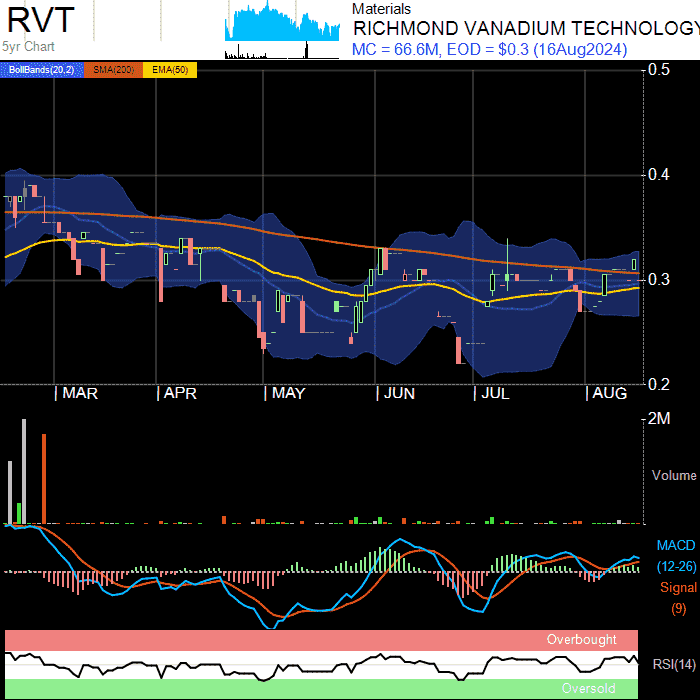 RVT
5yr Chart
Materials
RICHMOND VANADIUM TECHNOLOGY
MC = 66.6M, EOD = $0.3 (16Aug2024)
BollBands(20,2) SMA(200) EMA(50)
0.5
0.4
0.3
0.2
MAR APR MAY JUN JUL AUG
2M
Volume
MACD
(12-26)
Signal
(9)
Overbought
RSI(14)
Oversold